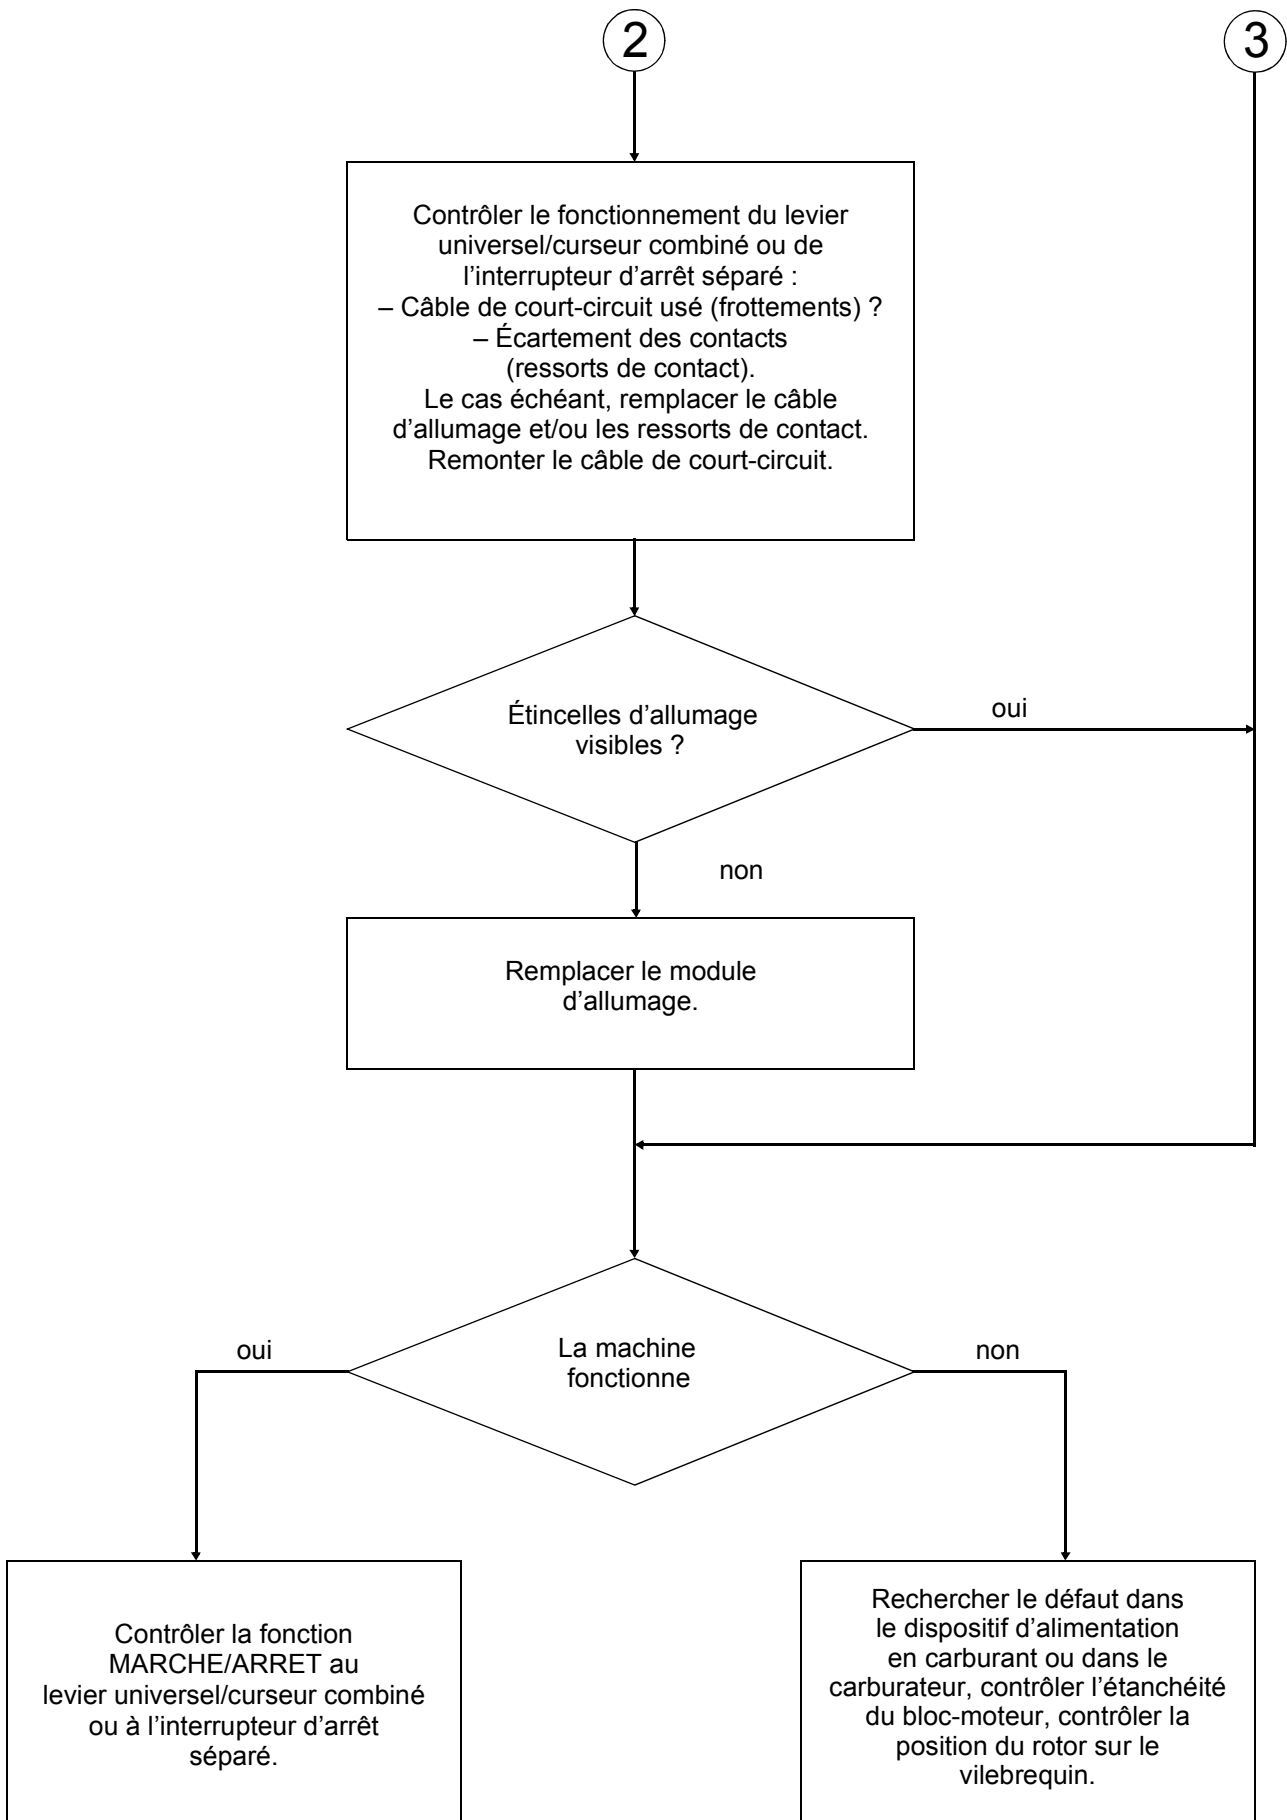 2
3
Contrôler le fonctionnement du levier
universel/curseur combiné ou de
l’interrupteur d’arrêt séparé :
– Câble de court-circuit usé (frottements) ?
– Écartement des contacts
(ressorts de contact).
Le cas échéant, remplacer le câble
d’allumage et/ou les ressorts de contact.
Remonter le câble de court-circuit.
Étincelles d’allumage
visibles ?
oui
non
Remplacer le module
d’allumage.
La machine
fonctionne
oui
non
Contrôler la fonction
MARCHE/ARRET au
levier universel/curseur combiné
ou à l’interrupteur d’arrêt
séparé.
Rechercher le défaut dans
le dispositif d’alimentation
en carburant ou dans le
carburateur, contrôler l’étanchéité
du bloc-moteur, contrôler la
position du rotor sur le
vilebrequin.